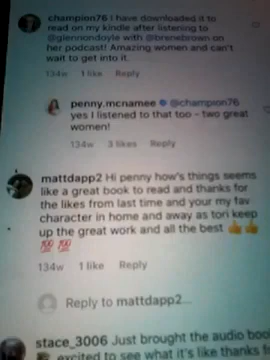 champion76 I have downloaded it to
read on my kindle after listening to
@glennondoyle with @brenebrown on
her podcast! Amazing women and can't
wait to get into it.
134w 1 like Reply
penny.mcnamee @champion76
yes I listened to that too - two great
women!
134w 3 likes Reply
mattdapp2 Hi penny how's things seems
like a great book to read and thanks for
the likes from last time and your my fav
character in home and away as tori keep
up the great work and all the best 👍👍
💯💯
134w 1 like Reply
Reply to mattdapp2...
stace_3006 Just brought the audio boo
excited to see what it's like thanks fo